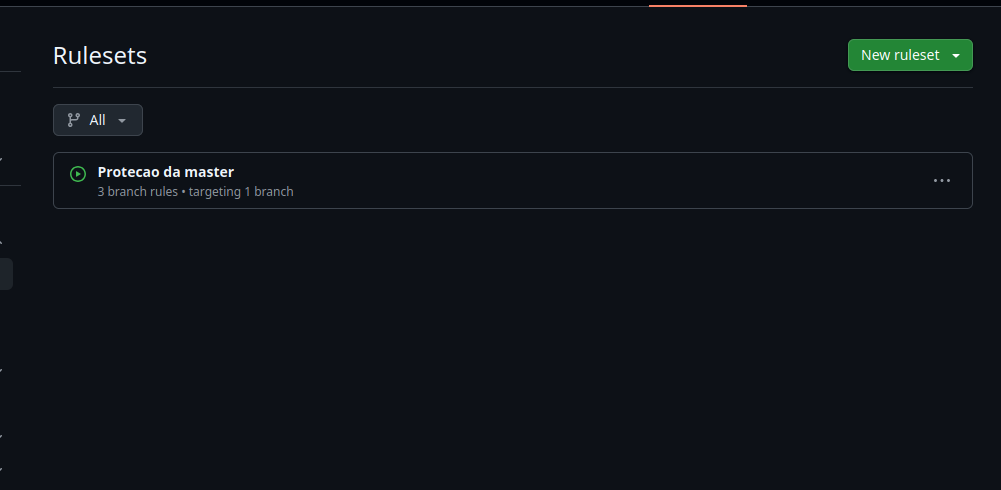 Rulesets
New ruleset
All
Protecao da master
3 branch rules • targeting 1 branch